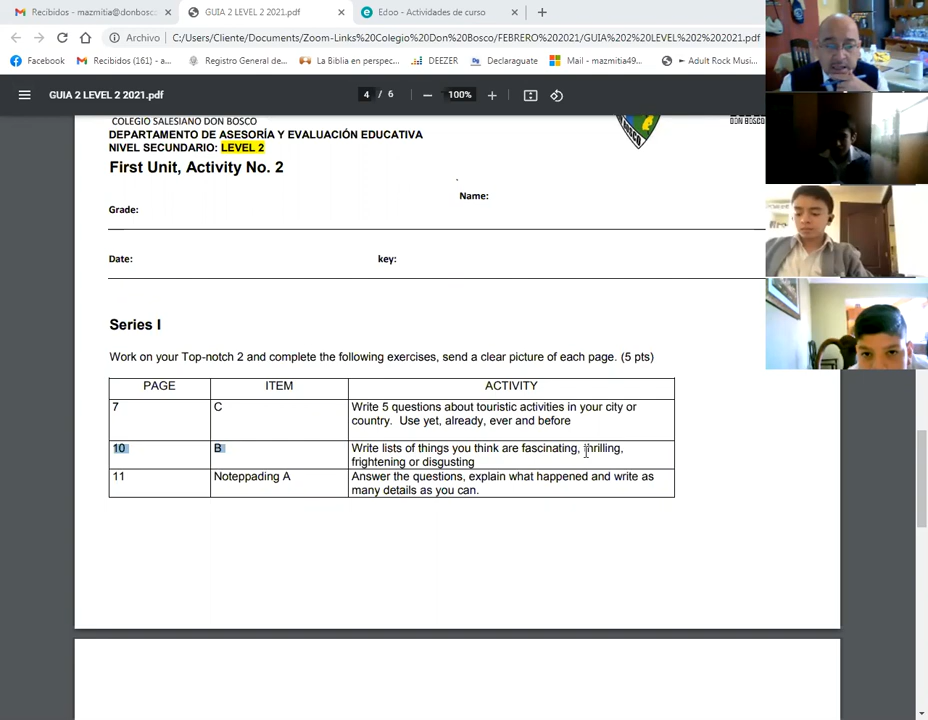 Recibidos - mazmitia@donbosc
GUIA 2 LEVEL 2 2021.pdf
Edoo - Actividades de curso
Archivo
C:/Users/Cliente/Documents/Zoom-Links%20Colegio%20Don%20Bosco/FEBRERO%202021/GUIA%202%20LEVEL%202%202021.pdf
Facebook
Recibidos (161) - a...
Registro General de...
La Biblia en perspec...
DEEZER
Declaraguate
Mail - mazmitia49...
► Adult Rock Musi...
GUIA 2 LEVEL 2 2021.pdf
4 / 6
100%
COLEGIO SALESIANO DON BOSCO
DEPARTAMENTO DE ASESORÍA Y EVALUACIÓN EDUCATIVA
NIVEL SECUNDARIO: LEVEL 2
BOSCO
DON BOSCO
First Unit, Activity No. 2
Name:
Grade:
Date:
key:
Series I
Work on your Top-notch 2 and complete the following exercises, send a clear picture of each page. (5 pts)
PAGE
ITEM
ACTIVITY
7
C
Write 5 questions about touristic activities in your city or
country. Use yet, already, ever and before
10
B
Write lists of things you think are fascinating, thrilling,
frightening or disgusting
11
Noteppading A
Answer the questions, explain what happened and write as
many details as you can.